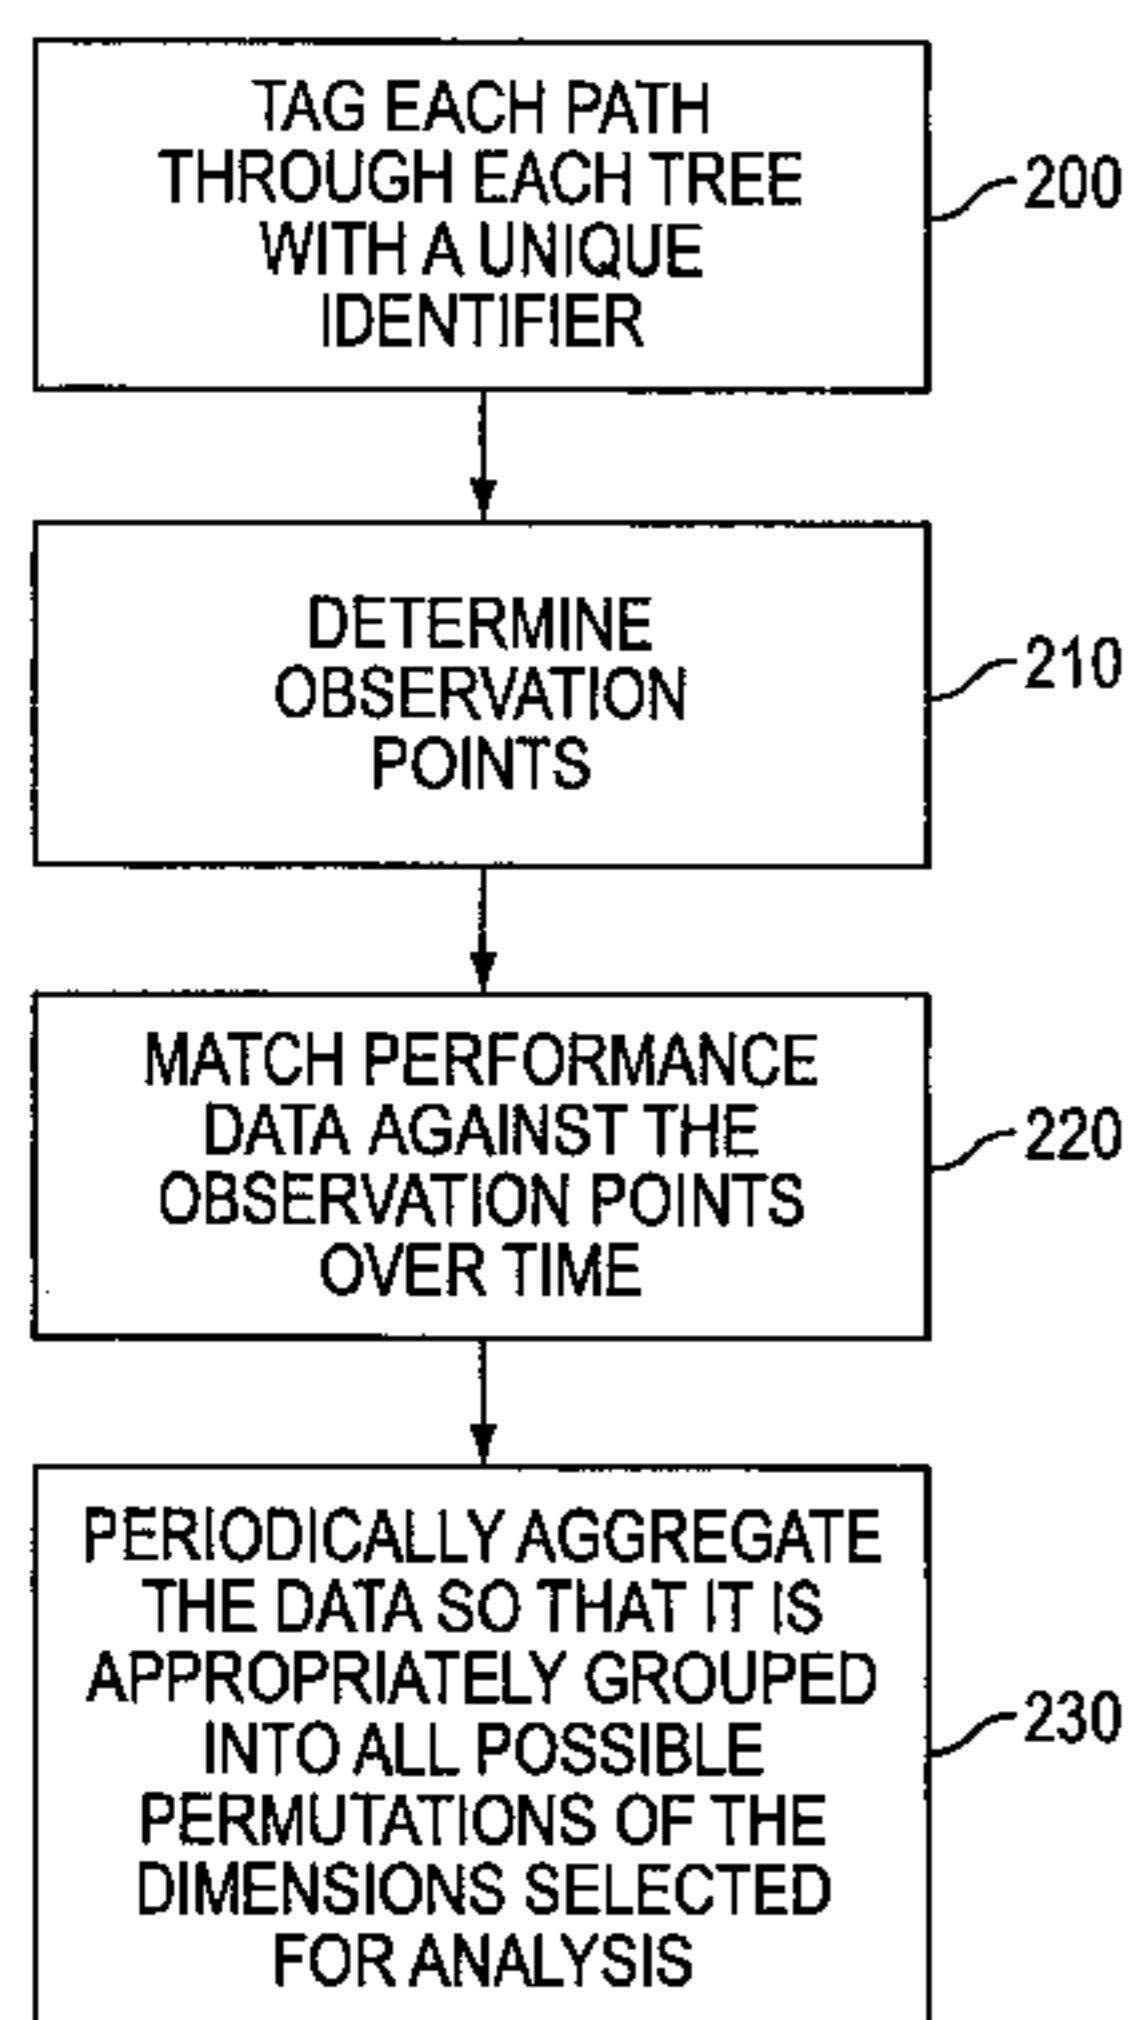 TAG EACH PATH
THROUGH EACH TREE
WITH A UNIQUE
IDENTIFIER
200
DETERMINE
OBSERVATION
POINTS
210
MATCH PERFORMANCE
DATA AGAINST THE
OBSERVATION POINTS
OVER TIME
220
PERIODICALLY AGGREGATE
THE DATA SO THAT IT IS
APPROPRIATELY GROUPED
INTO ALL POSSIBLE
PERMUTATIONS OF THE
DIMENSIONS SELECTED
FOR ANALYSIS
230